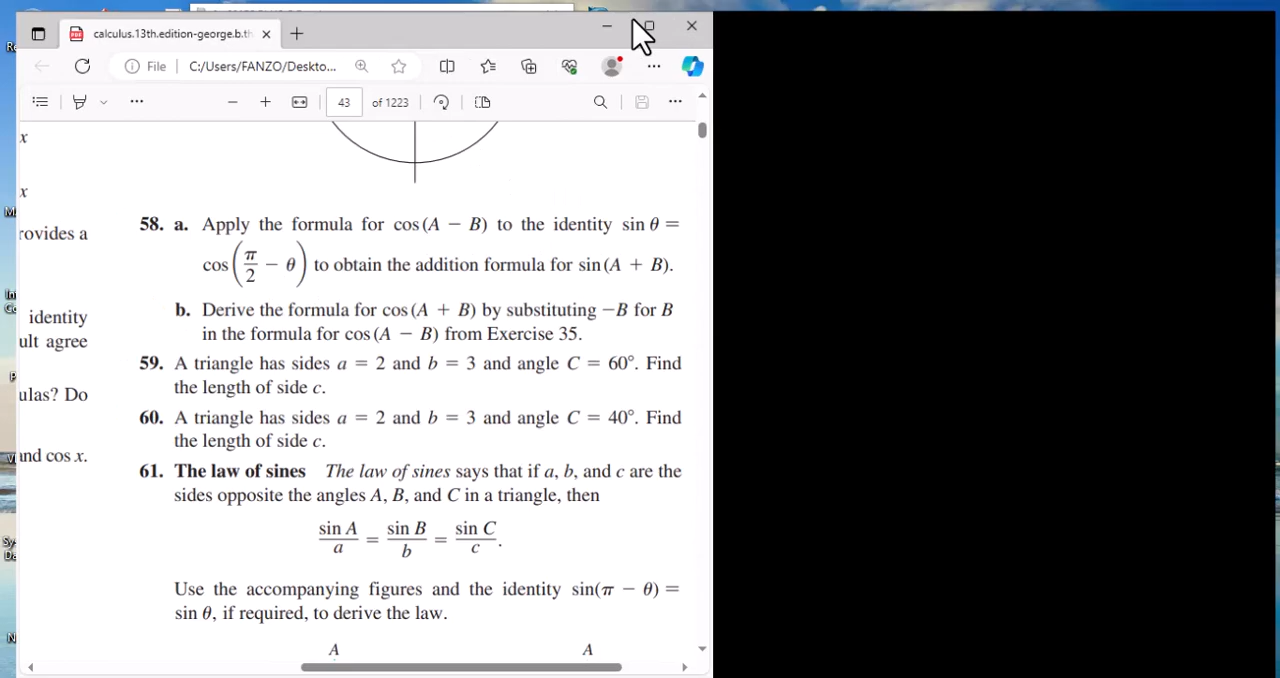 calculus.13th.edition-george.b.th
File C:/Users/FANZO/Deskto...
43 of 1223
x
x
rovides a
identity
ult agree
ulas? Do
and cos x.
58. a. Apply the formula for cos (A − B) to the identity sin θ =
cos(π/2 − θ) to obtain the addition formula for sin (A + B).
b. Derive the formula for cos (A + B) by substituting −B for B
in the formula for cos (A − B) from Exercise 35.
59. A triangle has sides a = 2 and b = 3 and angle C = 60°. Find
the length of side c.
60. A triangle has sides a = 2 and b = 3 and angle C = 40°. Find
the length of side c.
61. The law of sines The law of sines says that if a, b, and c are the
sides opposite the angles A, B, and C in a triangle, then
sin A/a = sin B/b = sin C/c.
Use the accompanying figures and the identity sin(π − θ) =
sin θ, if required, to derive the law.
A A